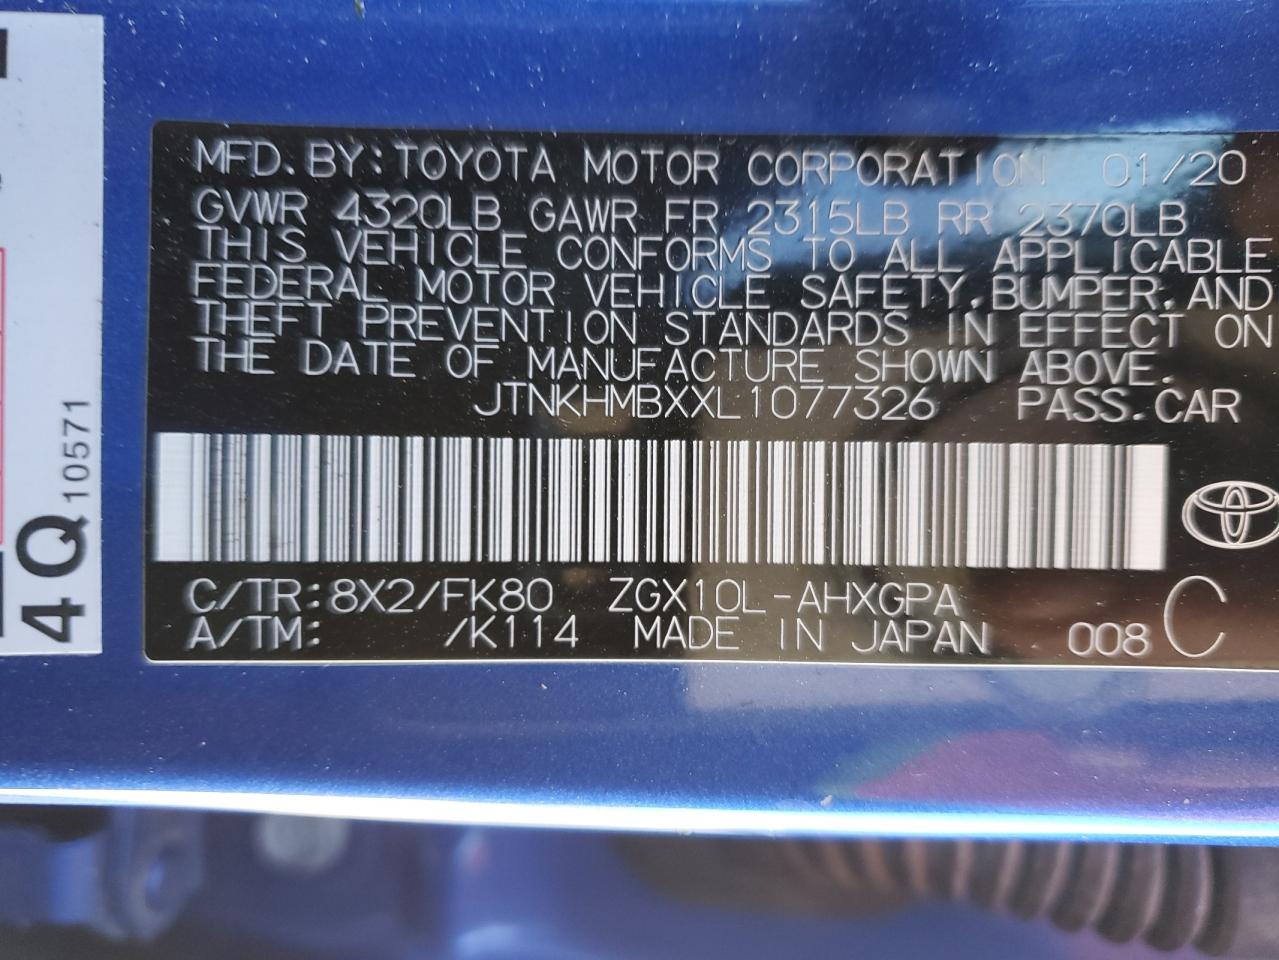 MFD. BY: TOYOTA MOTOR CORPORATION 01/20
GVWR 4320LB GAWR FR 2315LB RR 2370LB
THIS VEHICLE CONFORMS TO ALL APPLICABLE
FEDERAL MOTOR VEHICLE SAFETY, BUMPER, AND
THEFT PREVENTION STANDARDS IN EFFECT ON
THE DATE OF MANUFACTURE SHOWN ABOVE.
JTNKHMBXXL1077326 PASS. CAR
C/TR: 8X2/FK80 ZGX10L-AHXGPA
A/TM: /K114 MADE IN JAPAN 008 C
4Q 10571